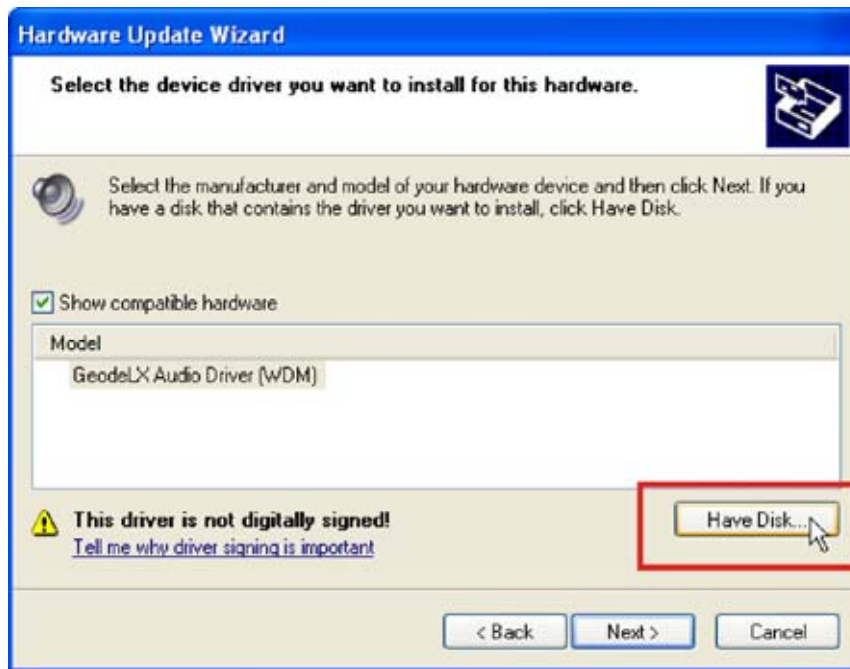 Hardware Update Wizard
Select the device driver you want to install for this hardware.
Select the manufacturer and model of your hardware device and then click Next. If you
have a disk that contains the driver you want to install, click Have Disk.
Show compatible hardware
Model
GeodeLX Audio Driver (WDM)
This driver is not digitally signed!
Have Disk...
Tell me why driver signing is important
< Back
Next >
Cancel